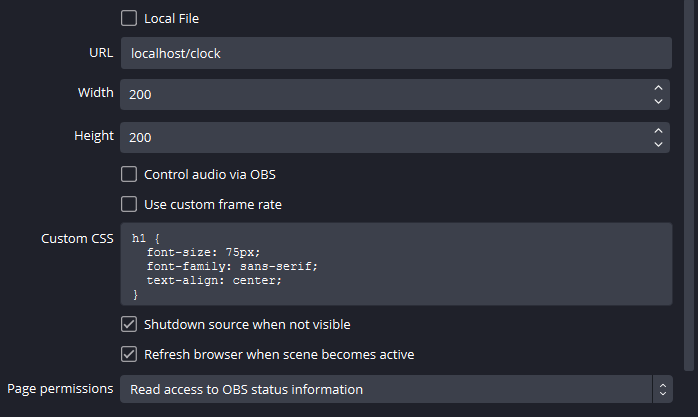 Local File
URL localhost/clock
Width 200
Height 200
Control audio via OBS
Use custom frame rate
Custom CSS h1 {
font-size: 75px;
font-family: sans-serif;
text-align: center;
}
Shutdown source when not visible
Refresh browser when scene becomes active
Page permissions Read access to OBS status information